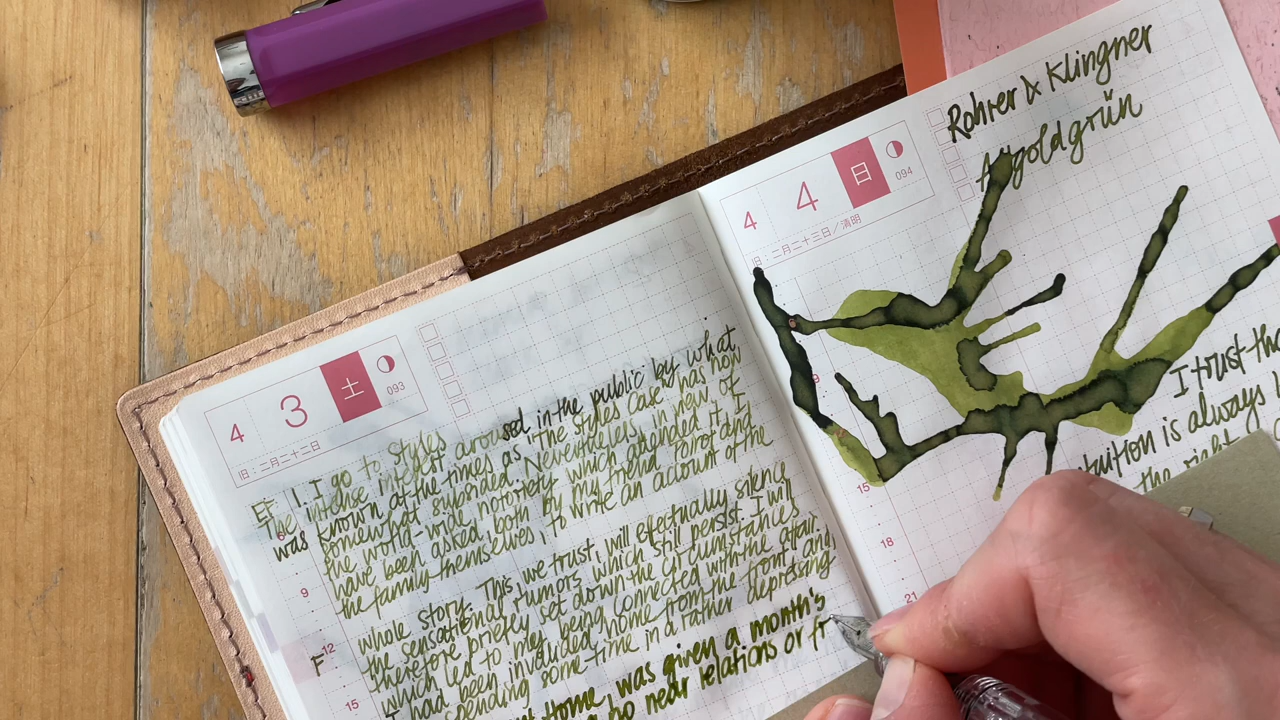 4 3 土 093
旧：二月二十二日
EF 1. I go to Styles
The intense interest aroused in the public by what
was known at the times as "The Styles Case" has now
somewhat subsided. Nevertheless, in view of
the world-wide notoriety which attended it, I
have been asked, both by my friend Poirot and
the family themselves, to write an account of the
whole story. This, we trust, will effectually silence
the sensational rumors which still persist. I will
therefore briefly set down the circumstances
which led to my being connected with the affair.
I had been invalided home from the front; and,
spending some time in a rather depressing
Home, was given a month's
no near relations or fr
9
F 12
15
4 4 日 094
旧：二月二十三日／清明
Rohrer & Klingner
Altgoldgrün
9
15
18
21
I trust the
intuition is always
the right